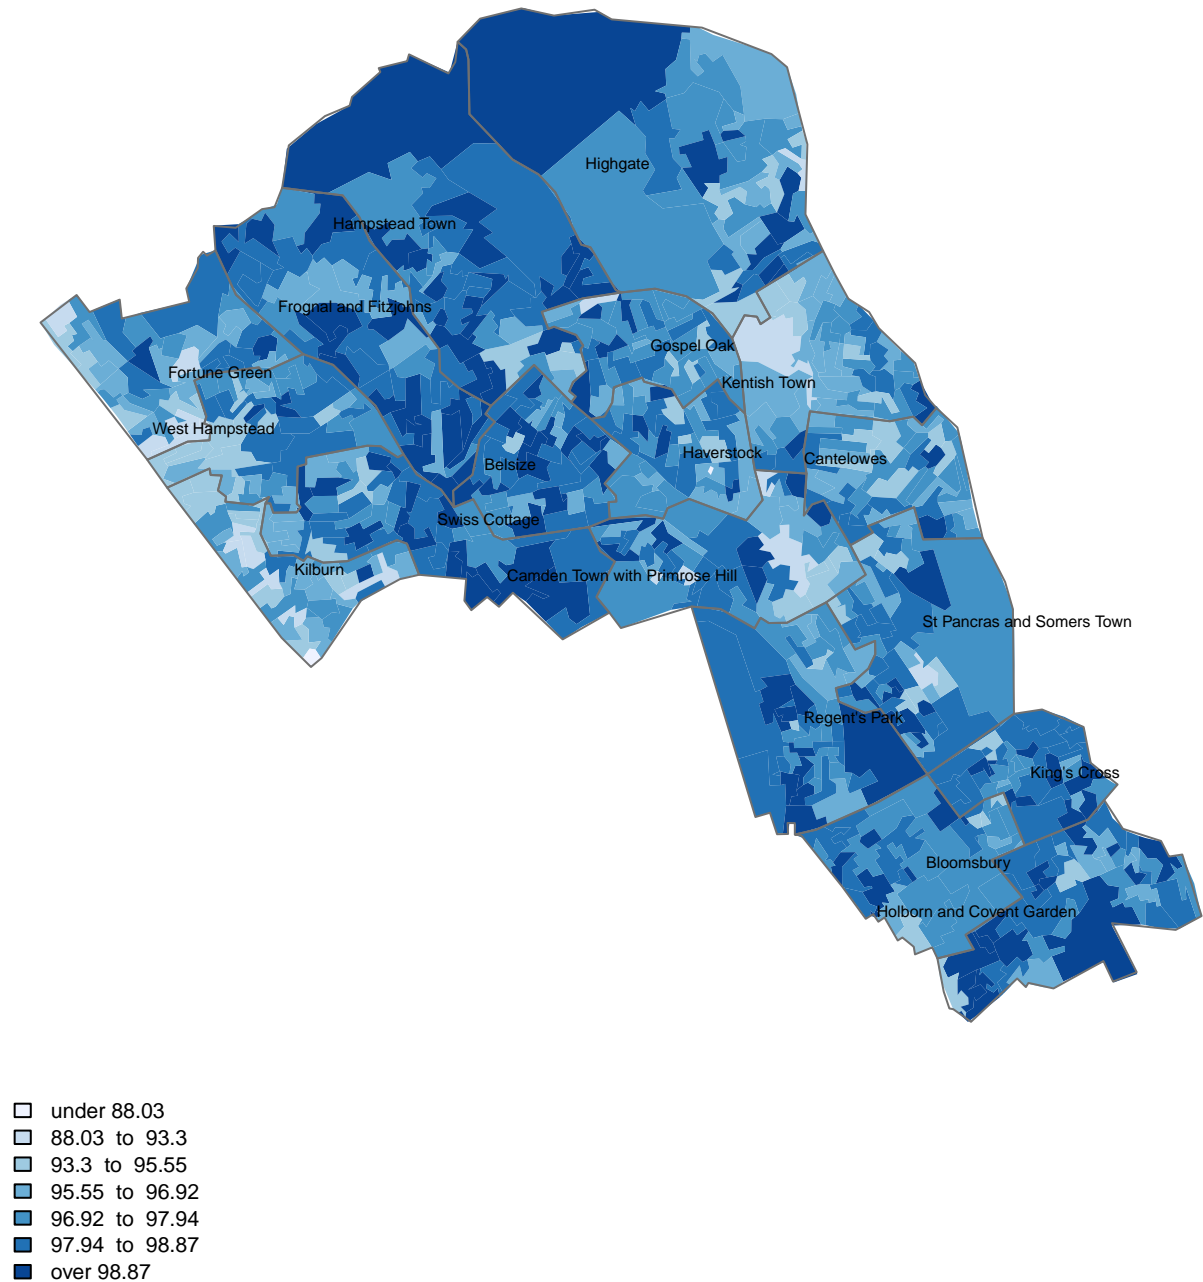 Highgate
Hampstead Town
Frognal and Fitzjohns
Gospel Oak
Fortune Green
Kentish Town
West Hampstead
Haverstock
Cantelowes
Belsize
Swiss Cottage
Kilburn
Camden Town with Primrose Hill
St Pancras and Somers Town
Regent's Park
King's Cross
Bloomsbury
Holborn and Covent Garden
under 88.03
88.03 to 93.3
93.3 to 95.55
95.55 to 96.92
96.92 to 97.94
97.94 to 98.87
over 98.87